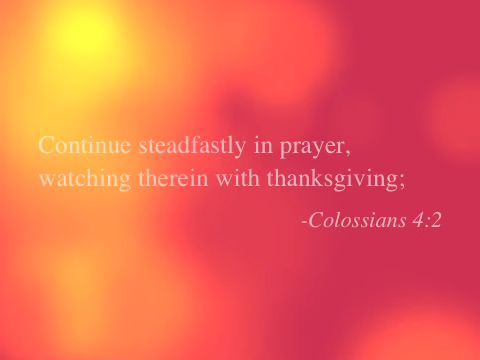 Continue steadfastly in prayer,
watching therein with thanksgiving;
-Colossians 4:2